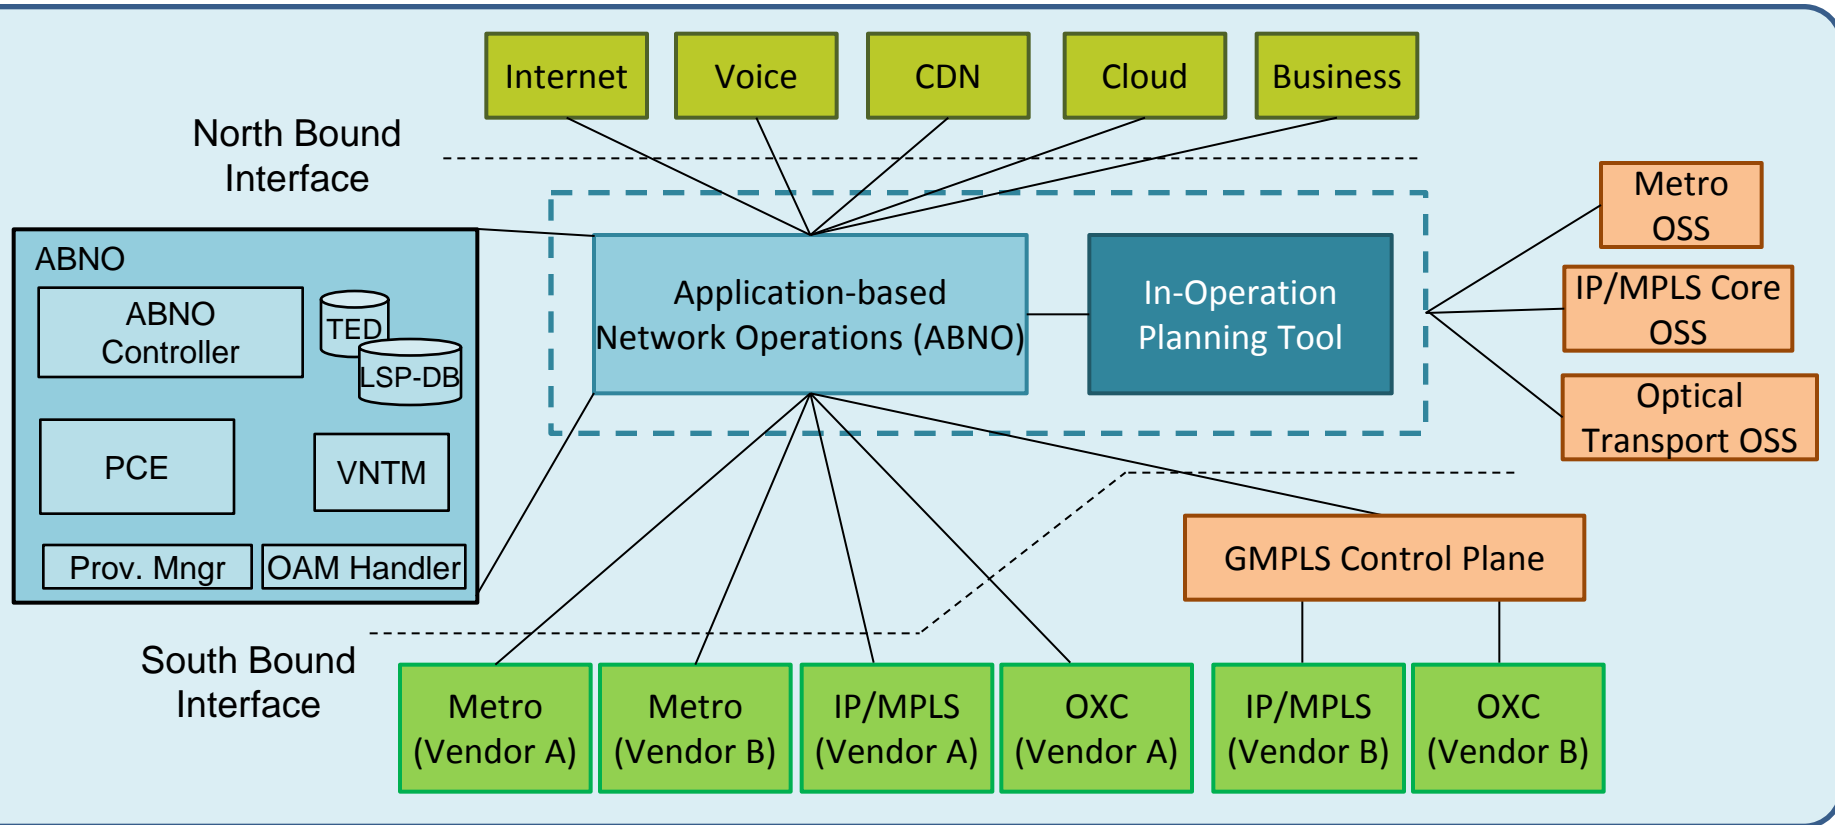 Internet
Voice
CDN
Cloud
Business
North Bound
Interface
Metro
OSS
IP/MPLS Core
OSS
Optical
Transport OSS
ABNO
ABNO
Controller
TED
LSP-DB
PCE
VNTM
Prov. Mngr
OAM Handler
Application-based
Network Operations (ABNO)
In-Operation
Planning Tool
GMPLS Control Plane
South Bound
Interface
Metro
(Vendor A)
Metro
(Vendor B)
IP/MPLS
(Vendor A)
OXC
(Vendor A)
IP/MPLS
(Vendor B)
OXC
(Vendor B)